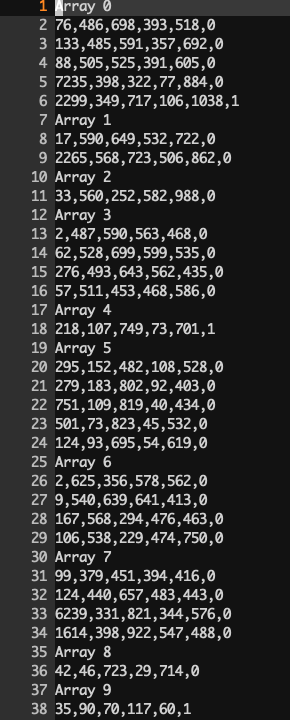 1 Array 0
2 76,486,698,393,518,0
3 133,485,591,357,692,0
4 88,505,525,391,605,0
5 7235,398,322,77,884,0
6 2299,349,717,106,1038,1
7 Array 1
8 17,590,649,532,722,0
9 2265,568,723,506,862,0
10 Array 2
11 33,560,252,582,988,0
12 Array 3
13 2,487,590,563,468,0
14 62,528,699,599,535,0
15 276,493,643,562,435,0
16 57,511,453,468,586,0
17 Array 4
18 218,107,749,73,701,1
19 Array 5
20 295,152,482,108,528,0
21 279,183,802,92,403,0
22 751,109,819,40,434,0
23 501,73,823,45,532,0
24 124,93,695,54,619,0
25 Array 6
26 2,625,356,578,562,0
27 9,540,639,641,413,0
28 167,568,294,476,463,0
29 106,538,229,474,750,0
30 Array 7
31 99,379,451,394,416,0
32 124,440,657,483,443,0
33 6239,331,821,344,576,0
34 1614,398,922,547,488,0
35 Array 8
36 42,46,723,29,714,0
37 Array 9
38 35,90,70,117,60,1